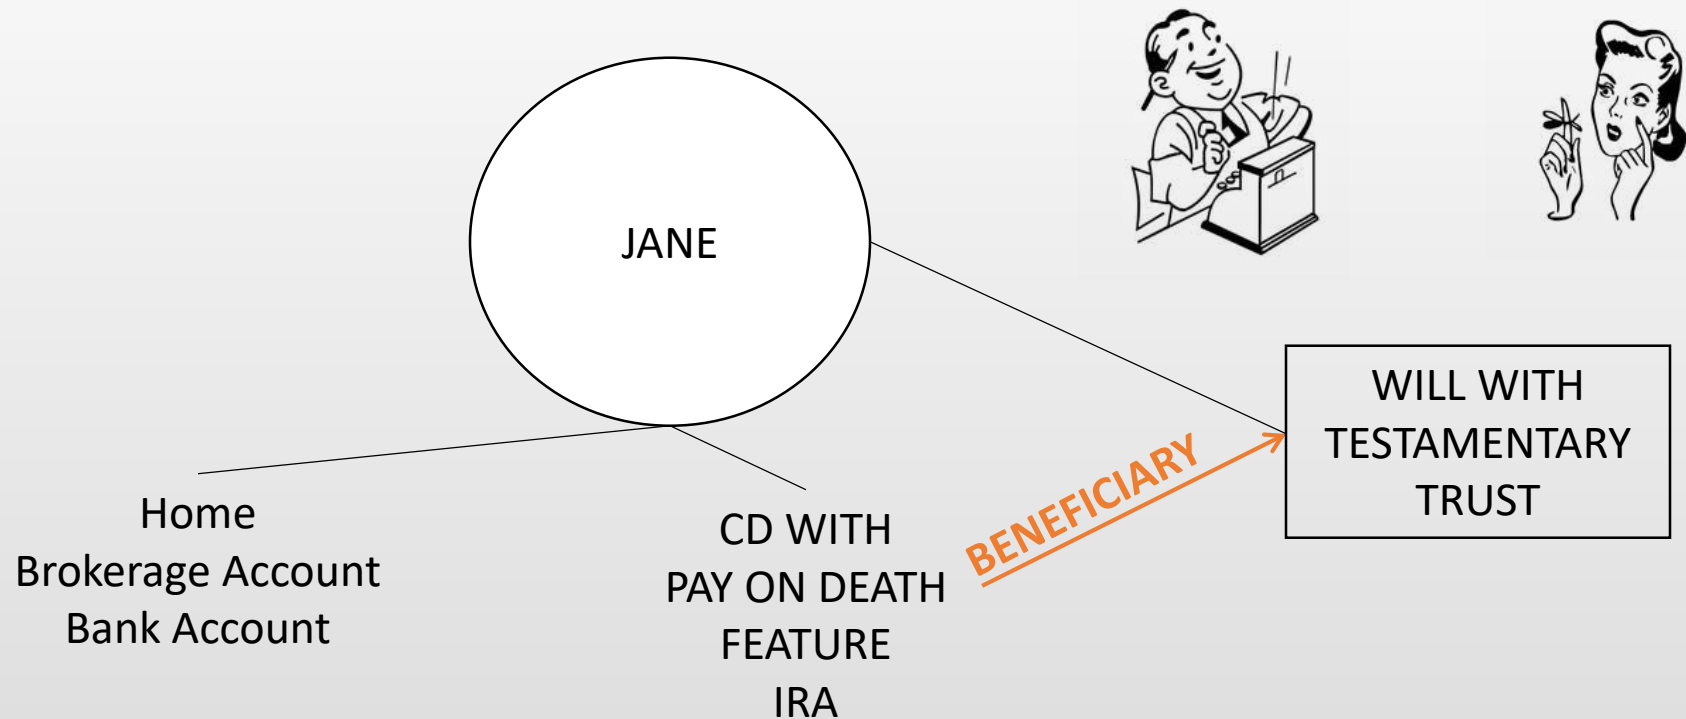 JANE
WILL WITH
TESTAMENTARY
TRUST
BENEFICIARY
Home
Brokerage Account
Bank Account
CD WITH
PAY ON DEATH
FEATURE
IRA